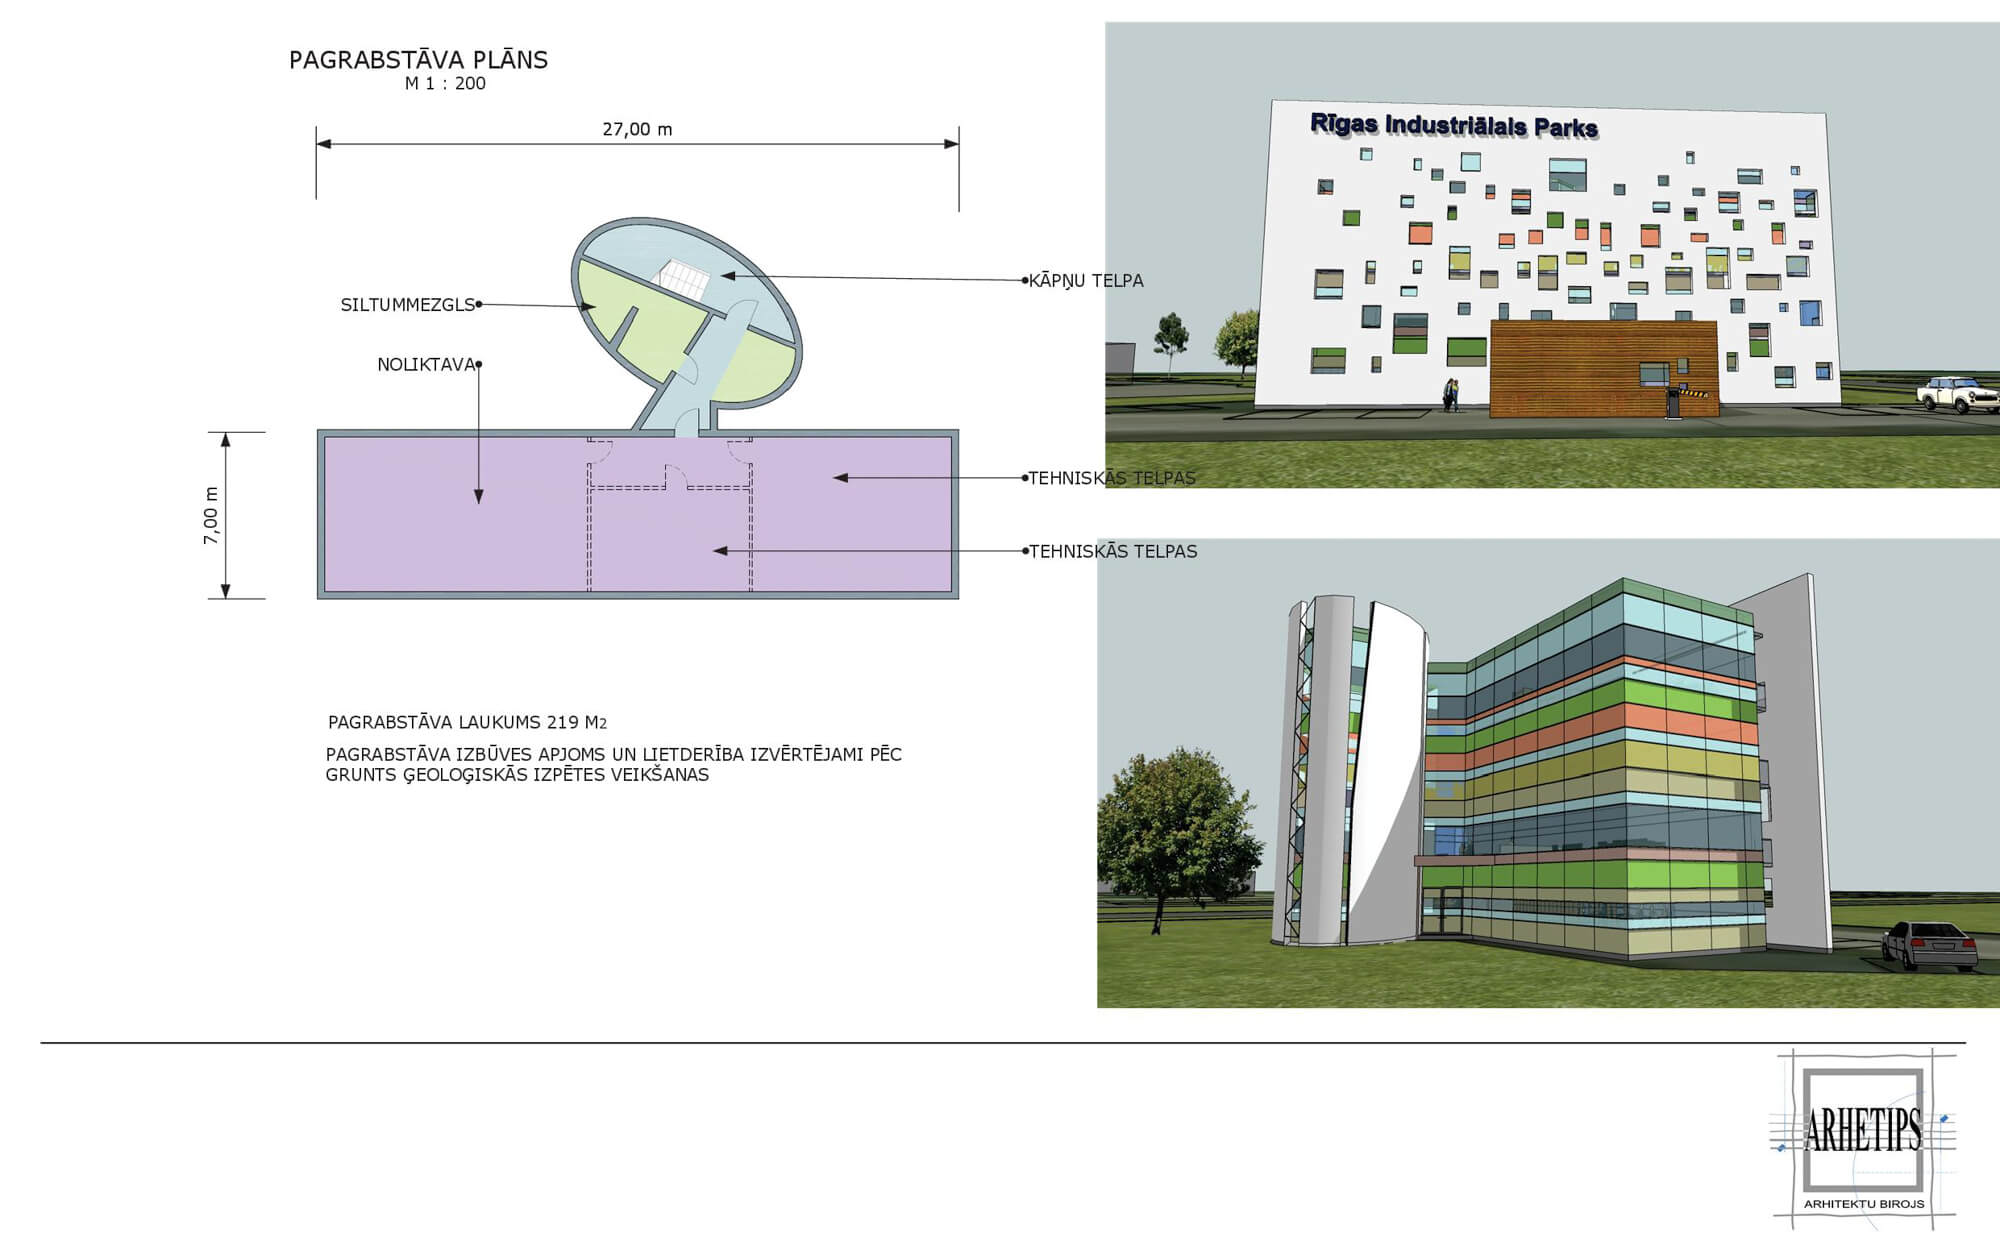 PAGRABSTĀVA PLĀNS
M 1 : 200
27,00 m
7,00 m
SILTUMMEZGLS
NOLIKTAVA
KĀPŅU TELPA
TEHNISKĀS TELPAS
TEHNISKĀS TELPAS
PAGRABSTĀVA LAUKUMS 219 M2
PAGRABSTĀVA IZBŪVES APJOMS UN LIETDERĪBA IZVĒRTĒJAMI PĒC
GRUNTS ĢEOLOĢISKĀS IZPĒTES VEIKŠANAS
Rīgas Industriālais Parks
ARHETIPS
ARHITEKTU BIROJS